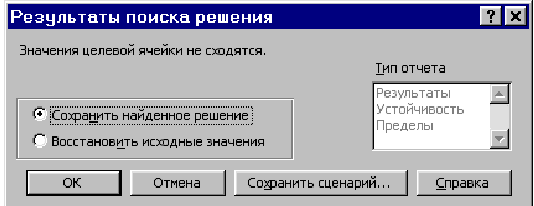 Результаты поиска решения
Значения целевой ячейки не сходятся.
Тип отчета
Результаты
Устойчивость
Пределы
Сохранить найденное решение
Восстановить исходные значения
OK
Отмена
Сохранить сценарий...
Справка